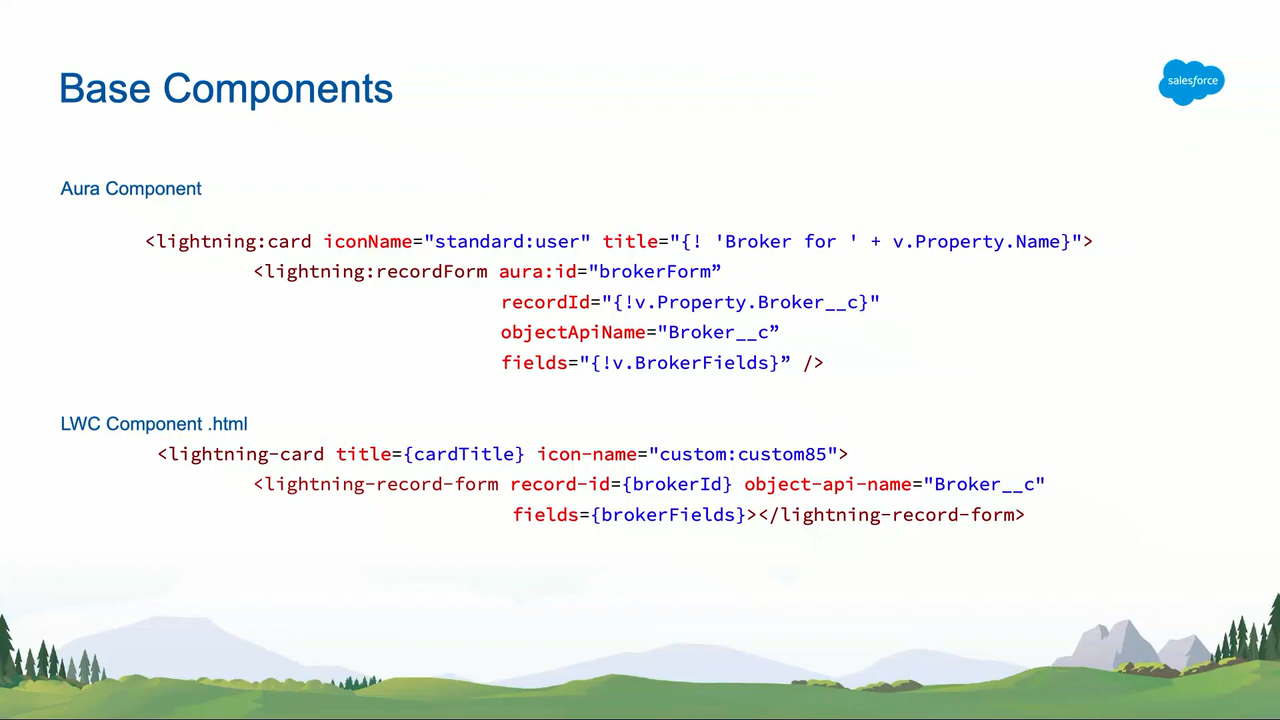 Base Components
salesforce
Aura Component
<lightning:card iconName="standard:user" title="{! 'Broker for ' + v.Property.Name}">
<lightning:recordForm aura:id="brokerForm”
recordId="{!v.Property.Broker__c}"
objectApiName="Broker__c”
fields="{!v.BrokerFields}” />
LWC Component .html
<lightning-card title={cardTitle} icon-name="custom:custom85">
<lightning-record-form record-id={brokerId} object-api-name="Broker__c"
fields={brokerFields}></lightning-record-form>